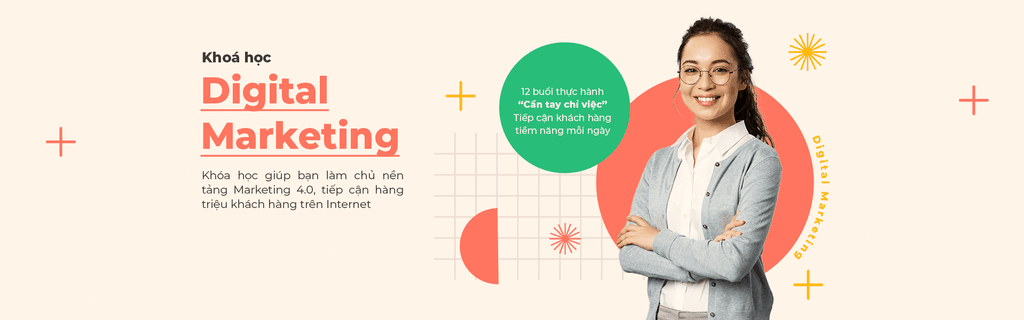 Khoá học
Digital
Marketing
Khóa học giúp bạn làm chủ nền
tảng Marketing 4.0, tiếp cận hàng
triệu khách hàng trên Internet
12 buổi thực hành
“Cần tay chỉ việc”
Tiếp cận khách hàng
tiềm năng mỗi ngày
Digital Marketing